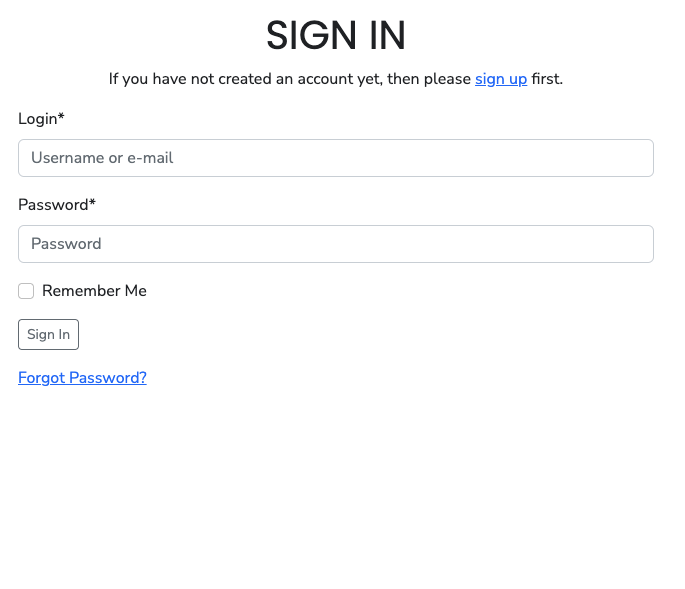 SIGN IN
If you have not created an account yet, then please sign up first.
Login*
Username or e-mail
Password*
Password
Remember Me
Sign In
Forgot Password?